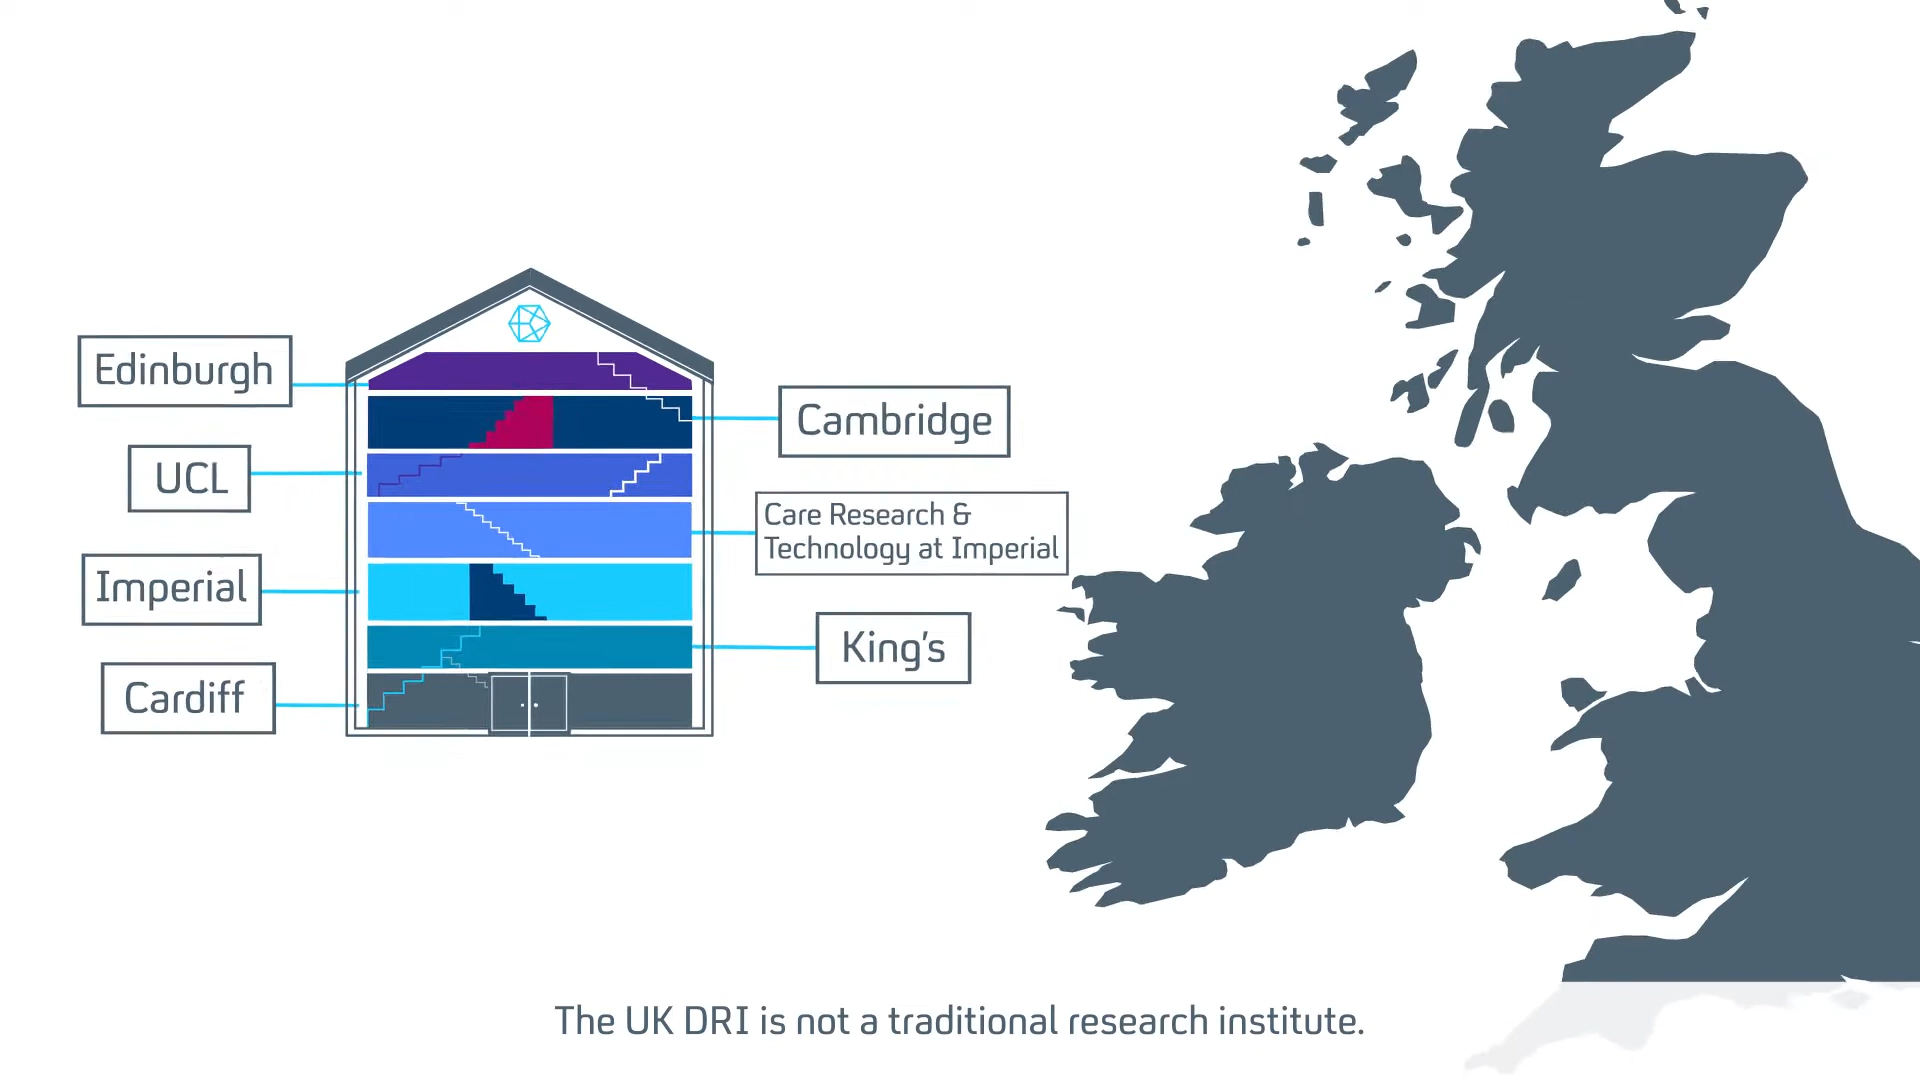 Edinburgh
Cambridge
UCL
Care Research &
Technology at Imperial
Imperial
King's
Cardiff
The UK DRI is not a traditional research institute.